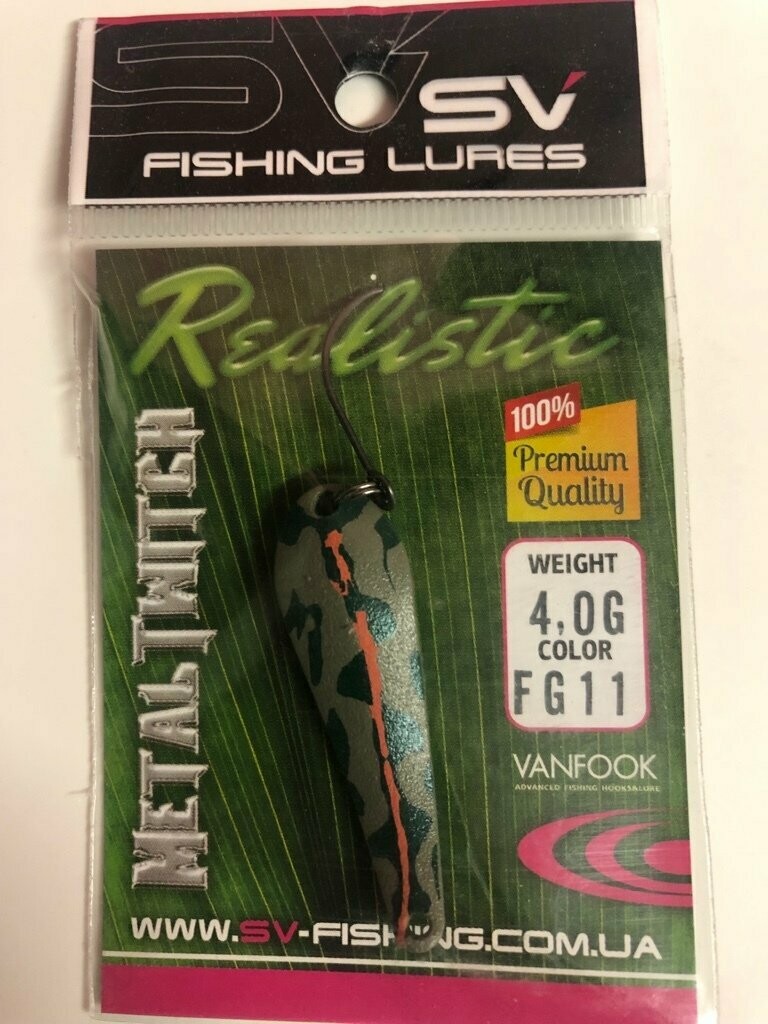 SV
SV
FISHING LURES
Realistic
METAL TWITCH
100%
Premium
Quality
WEIGHT
4,0G
COLOR
FG11
VANFOOK
ADVANCED FISHING HOOKS&LURE
WWW.SV-FISHING.COM.UA